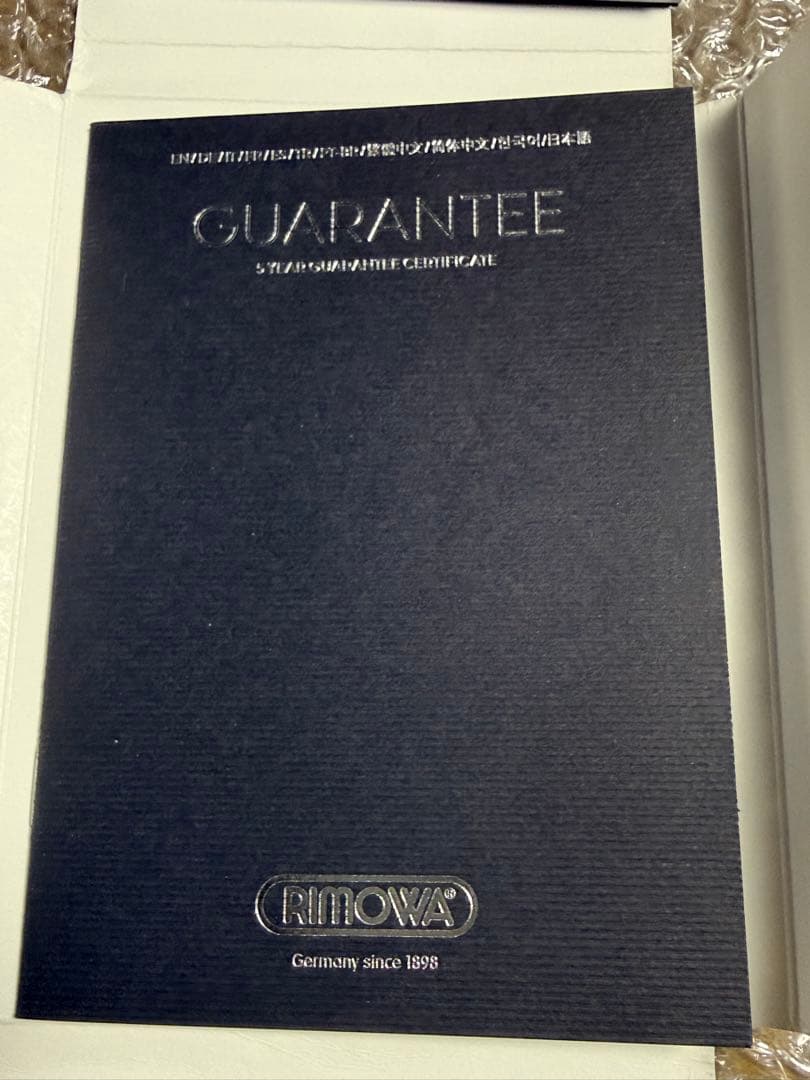 EN/DE/IT/FR/ES/TR/PT-BR/繁體中文/简体中文/한국어/日本語
GUARANTEE
5 YEAR GUARANTEE CERTIFICATE
RIMOWA®
Germany since 1898